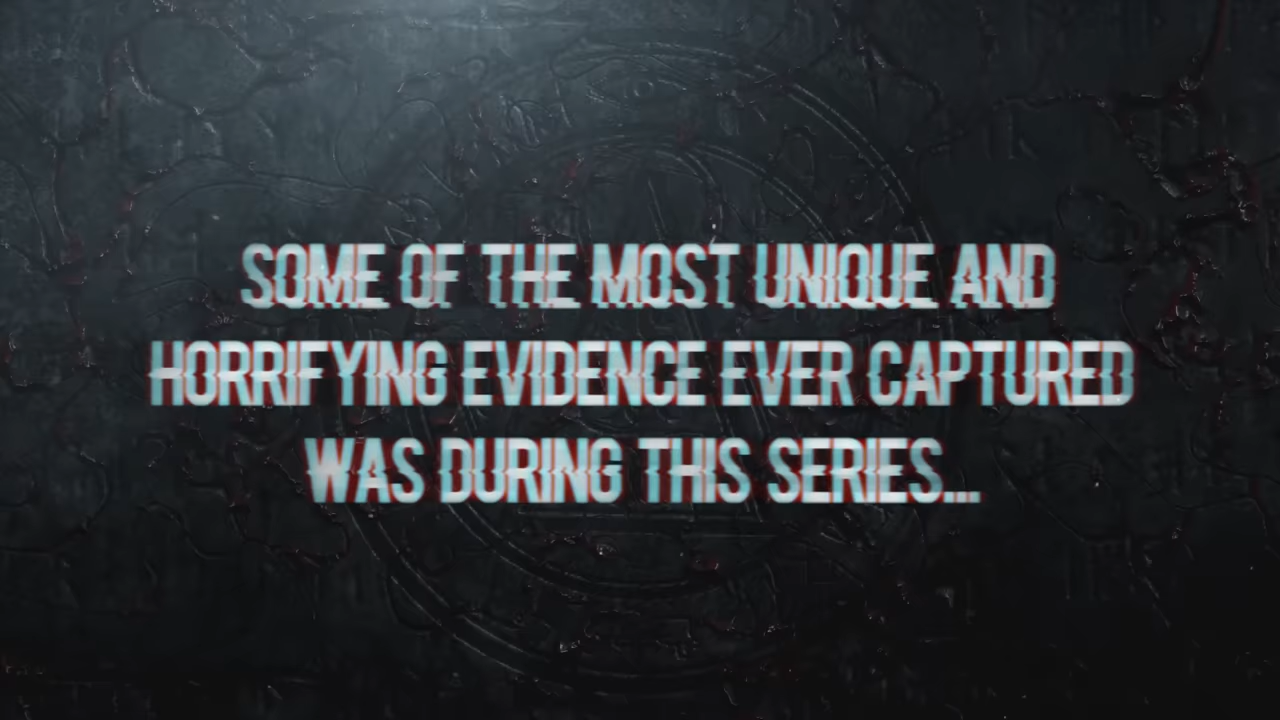 SOME OF THE MOST UNIQUE AND
HORRIFYING EVIDENCE EVER CAPTURED
WAS DURING THIS SERIES...